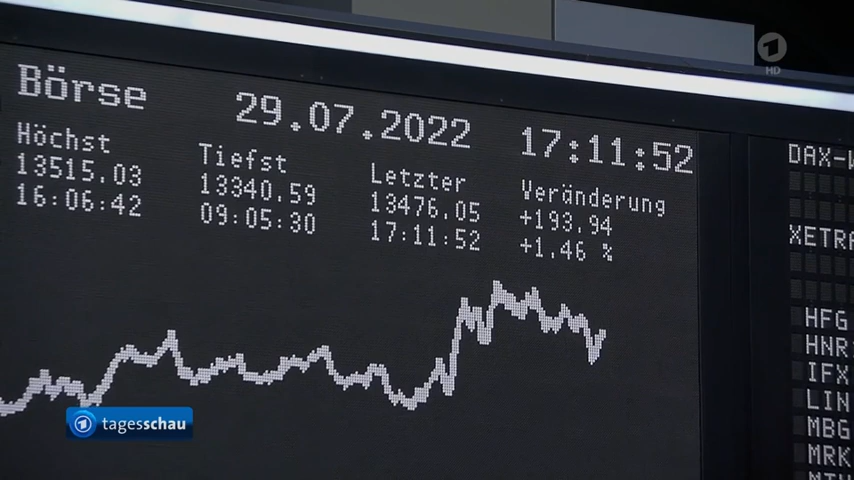 Börse
29.07.2022 17:11:52
Höchst
13515.03
16:06:42
Tiefst
13340.59
09:05:30
Letzter
13476.05
17:11:52
Veränderung
+193.94
+1.46 %
DAX-
XETRA
HFG
HNR
IFX
LIN
MBG
MRK
1
HD
1 tagesschau